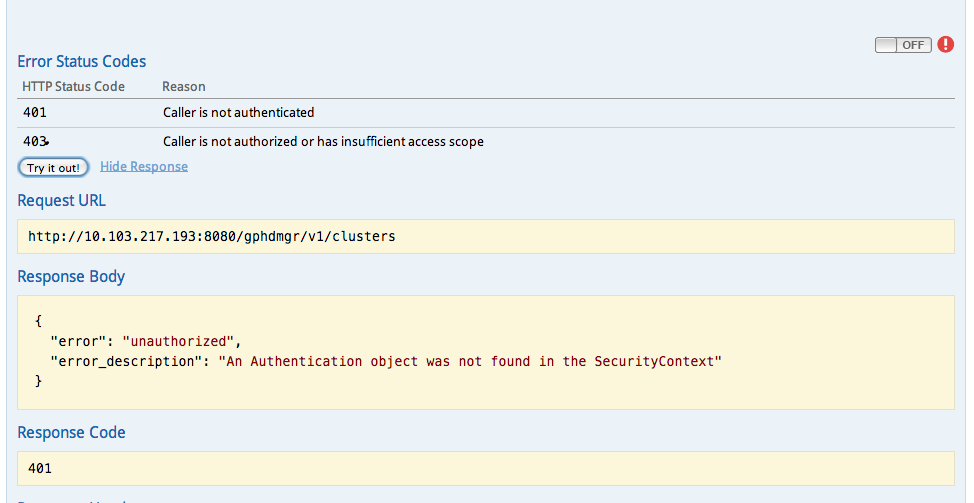 OFF
Error Status Codes
HTTP Status Code Reason
401 Caller is not authenticated
403 Caller is not authorized or has insufficient access scope
Try it out! Hide Response
Request URL
http://10.103.217.193:8080/gphdmgr/v1/clusters
Response Body
{
"error": "unauthorized",
"error_description": "An Authentication object was not found in the SecurityContext"
}
Response Code
401